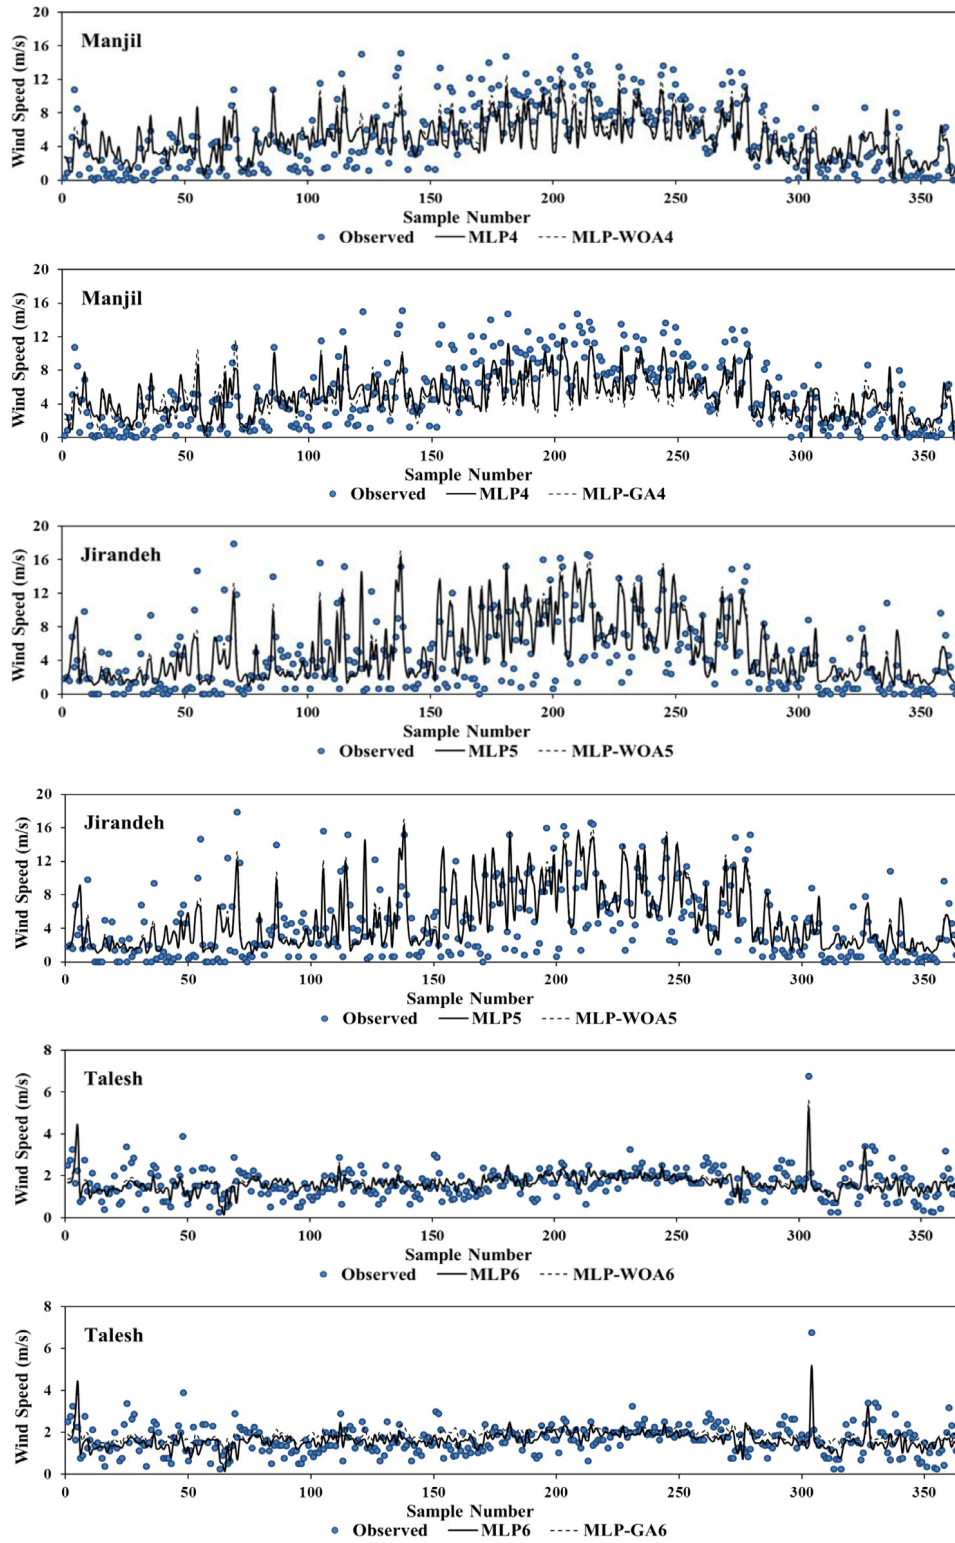 20
16
12
8
4
0
Wind Speed (m/s)
Manjil
0 50 100 150 200 250 300 350
Sample Number
Observed MLP4 MLP-WOA4
20
16
12
8
4
0
Wind Speed (m/s)
Manjil
0 50 100 150 200 250 300 350
Sample Number
Observed MLP4 MLP-GA4
20
16
12
8
4
0
Wind Speed (m/s)
Jirandeh
0 50 100 150 200 250 300 350
Sample Number
Observed MLP5 MLP-WOA5
20
16
12
8
4
0
Wind Speed (m/s)
Jirandeh
0 50 100 150 200 250 300 350
Sample Number
Observed MLP5 MLP-WOA5
8
6
4
2
0
Wind Speed (m/s)
Talesh
0 50 100 150 200 250 300 350
Sample Number
Observed MLP6 MLP-WOA6
8
6
4
2
0
Wind Speed (m/s)
Talesh
0 50 100 150 200 250 300 350
Sample Number
Observed MLP6 MLP-GA6